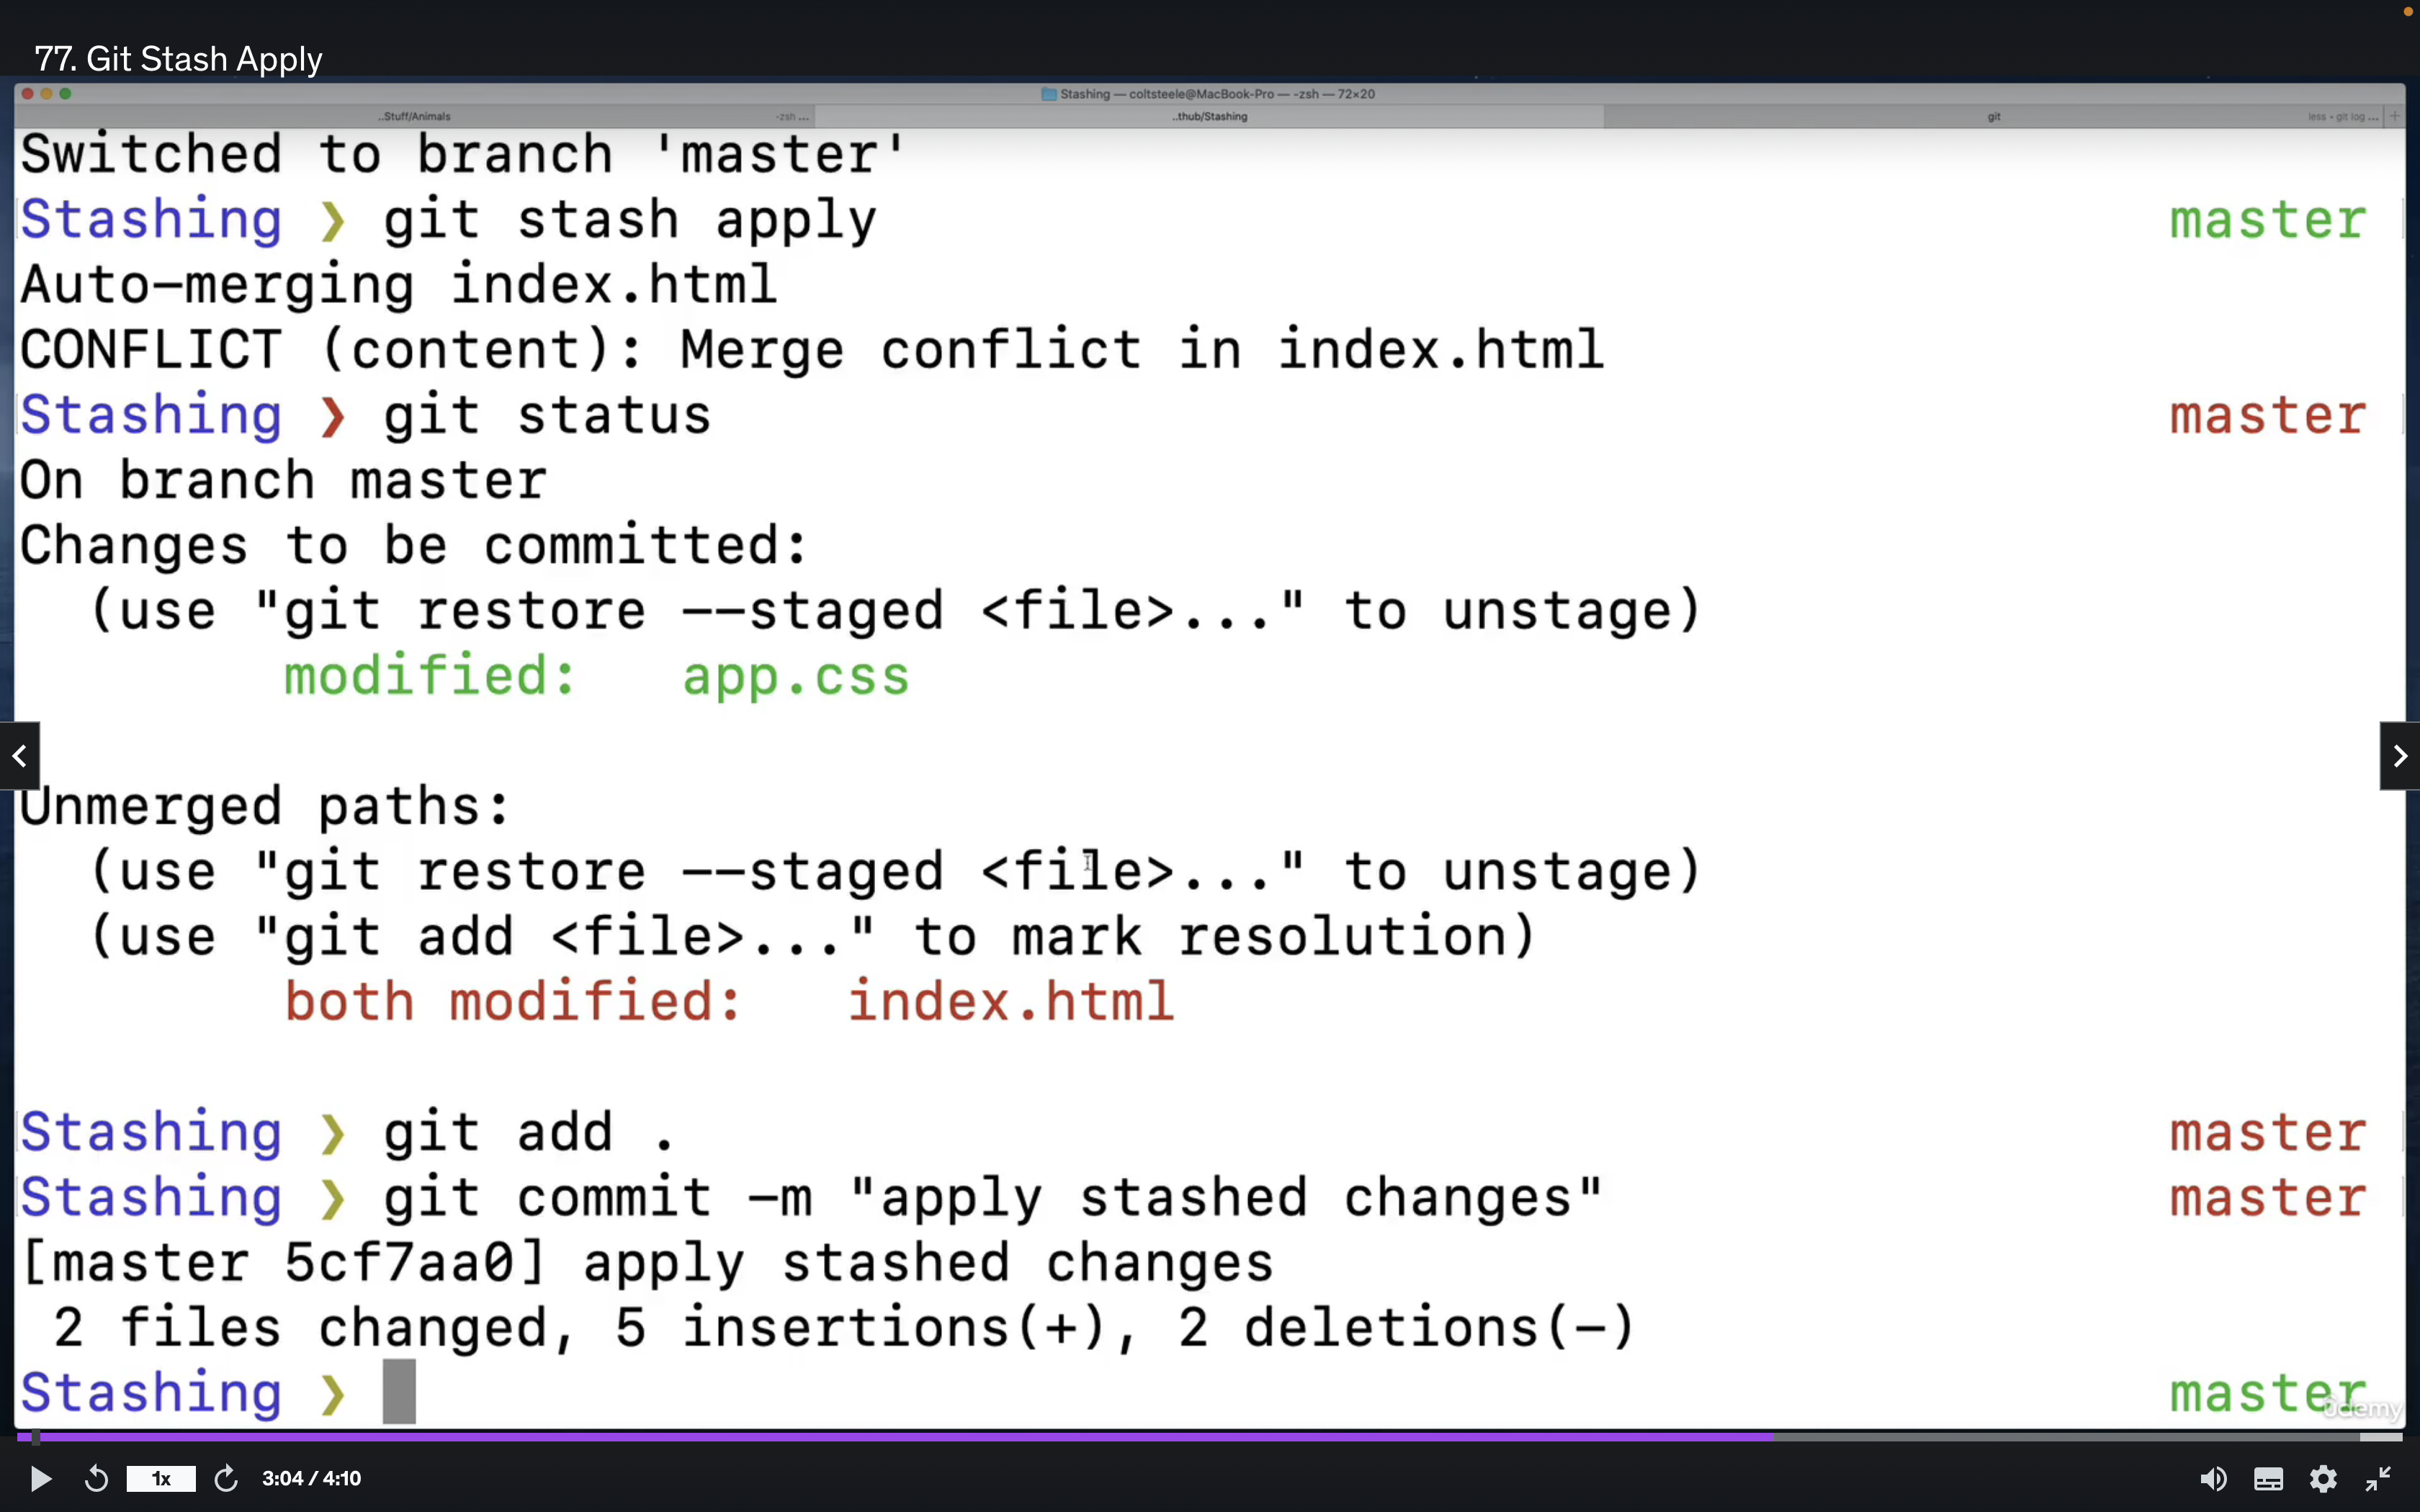 77. Git Stash Apply
Stashing — coltsteele@MacBook-Pro — -zsh — 72×20
..Stuff/Animals -zsh ... ..thub/Stashing git less • git log ... +
Switched to branch 'master'
Stashing ❯ git stash apply master
Auto-merging index.html
CONFLICT (content): Merge conflict in index.html
Stashing ❯ git status master
On branch master
Changes to be committed:
(use "git restore --staged <file>..." to unstage)
modified: app.css
Unmerged paths:
(use "git restore --staged <file>..." to unstage)
(use "git add <file>..." to mark resolution)
both modified: index.html
Stashing ❯ git add . master
Stashing ❯ git commit -m "apply stashed changes" master
[master 5cf7aa0] apply stashed changes
2 files changed, 5 insertions(+), 2 deletions(-)
Stashing ❯ master
ûdemy
1x 3:04 / 4:10